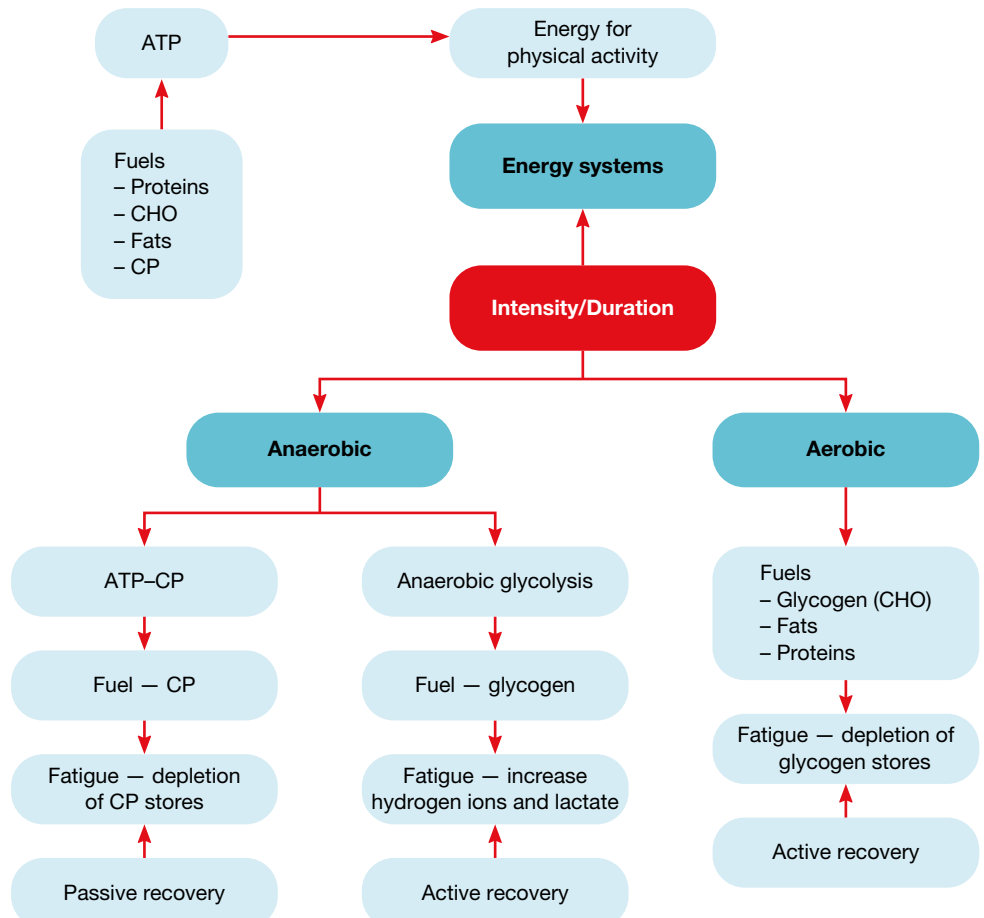 ATP
Energy for
physical activity
Fuels
– Proteins
– CHO
– Fats
– CP
Energy systems
Intensity/Duration
Anaerobic
Aerobic
ATP–CP
Anaerobic glycolysis
Fuels
– Glycogen (CHO)
– Fats
– Proteins
Fuel — CP
Fuel — glycogen
Fatigue — depletion
of CP stores
Fatigue — increase
hydrogen ions and lactate
Fatigue — depletion of
glycogen stores
Passive recovery
Active recovery
Active recovery